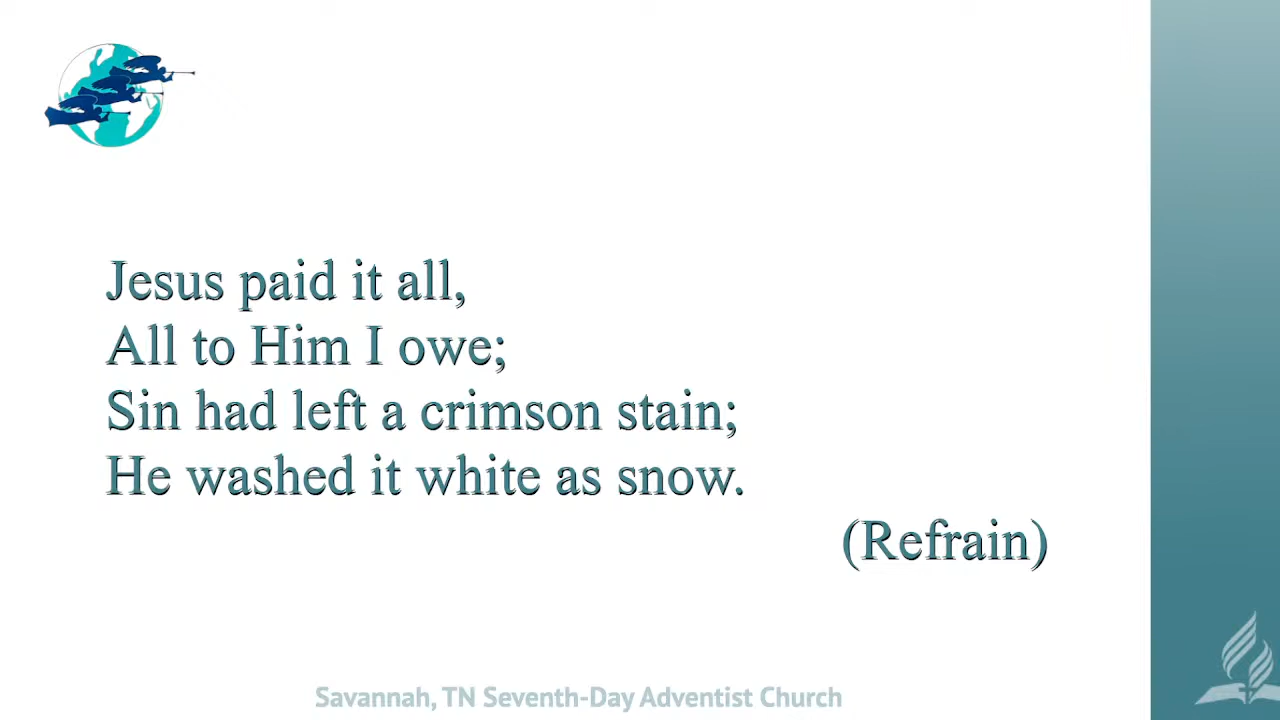 Jesus paid it all,
All to Him I owe;
Sin had left a crimson stain;
He washed it white as snow.
(Refrain)
Savannah, TN Seventh-Day Adventist Church